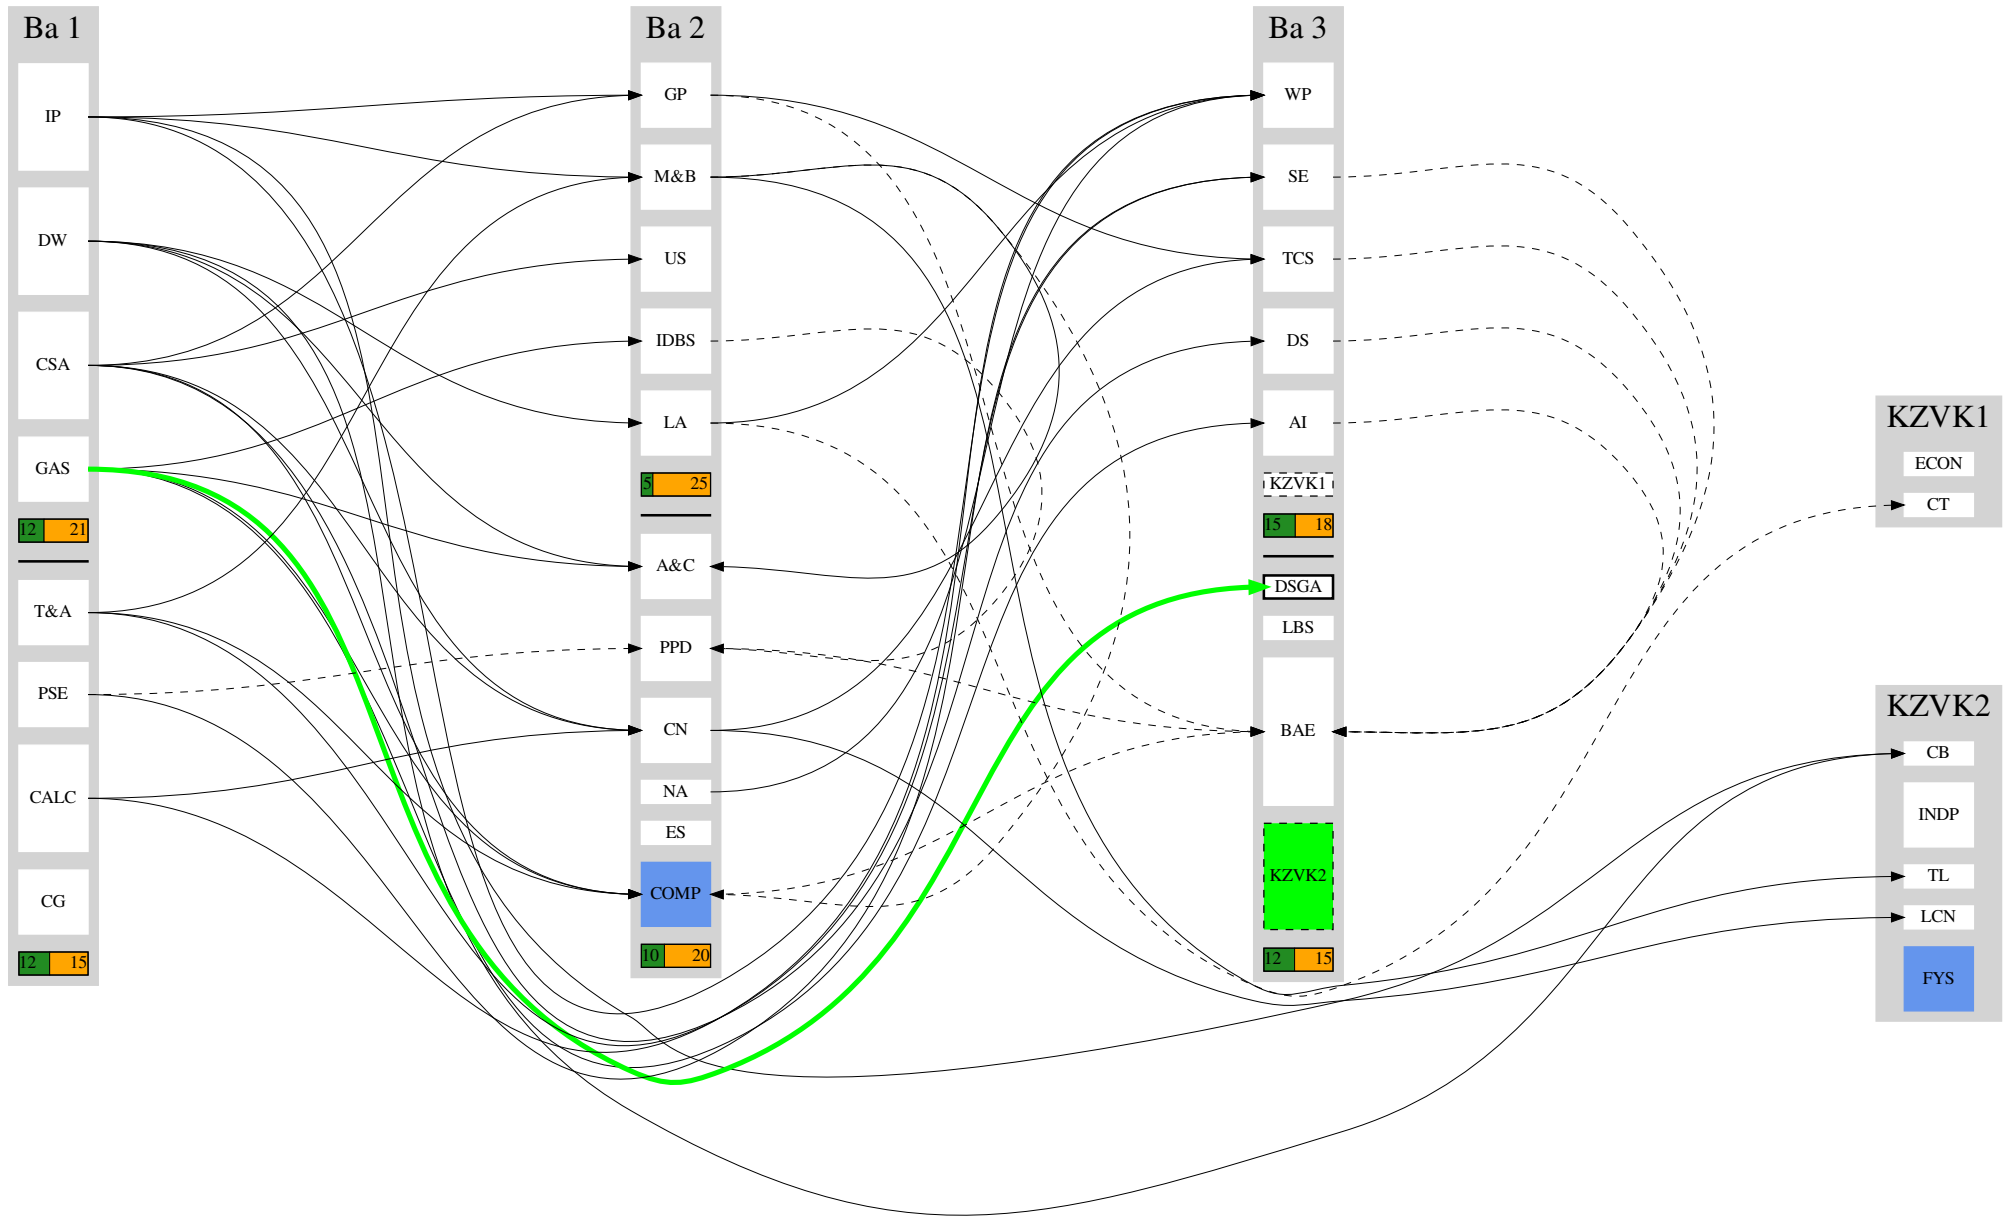 Ba 1
IP
DW
CSA
GAS
12 21
T&A
PSE
CALC
CG
12 15
Ba 2
GP
M&B
US
IDBS
LA
5 25
A&C
PPD
CN
NA
ES
COMP
10 20
Ba 3
WP
SE
TCS
DS
AI
KZVK1
15 18
DSGA
LBS
BAE
KZVK2
12 15
KZVK1
ECON
CT
KZVK2
CB
INDP
TL
LCN
FYS